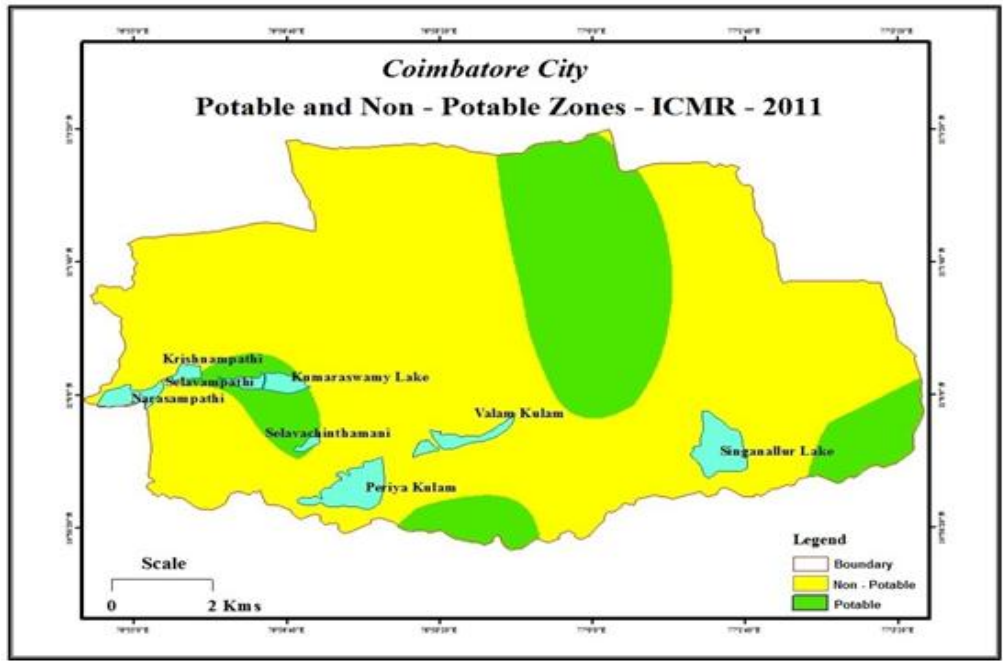 Coimbatore City
Potable and Non - Potable Zones - ICMR - 2011
Krishnampathi
Selavampathi
Kumaraswamy Lake
Narasampathi
Valam Kulam
Selavachinthamani
Singanallur Lake
Periya Kulam
Legend
Boundary
Non - Potable
Potable
Scale
0 2 Kms